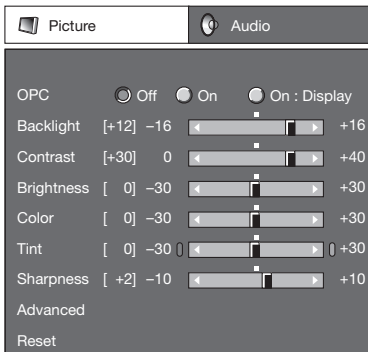 Picture Audio
OPC Off On On : Display
Backlight [+12] –16 +16
Contrast [+30] 0 +40
Brightness [ 0] –30 +30
Color [ 0] –30 +30
Tint [ 0] –30 +30
Sharpness [ +2] –10 +10
Advanced
Reset